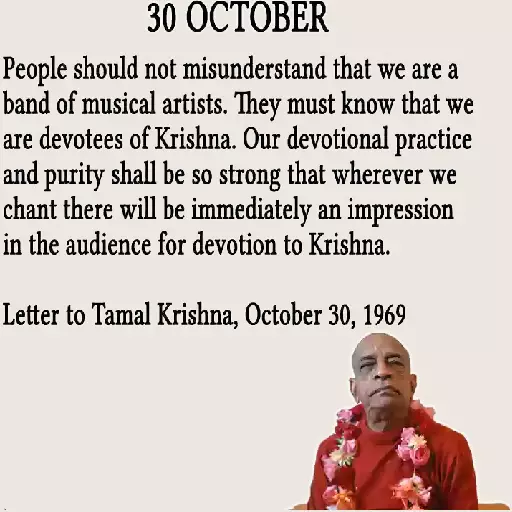 30 OCTOBER
People should not misunderstand that we are a
band of musical artists. They must know that we
are devotees of Krishna. Our devotional practice
and purity shall be so strong that wherever we
chant there will be immediately an impression
in the audience for devotion to Krishna.
Letter to Tamal Krishna, October 30, 1969